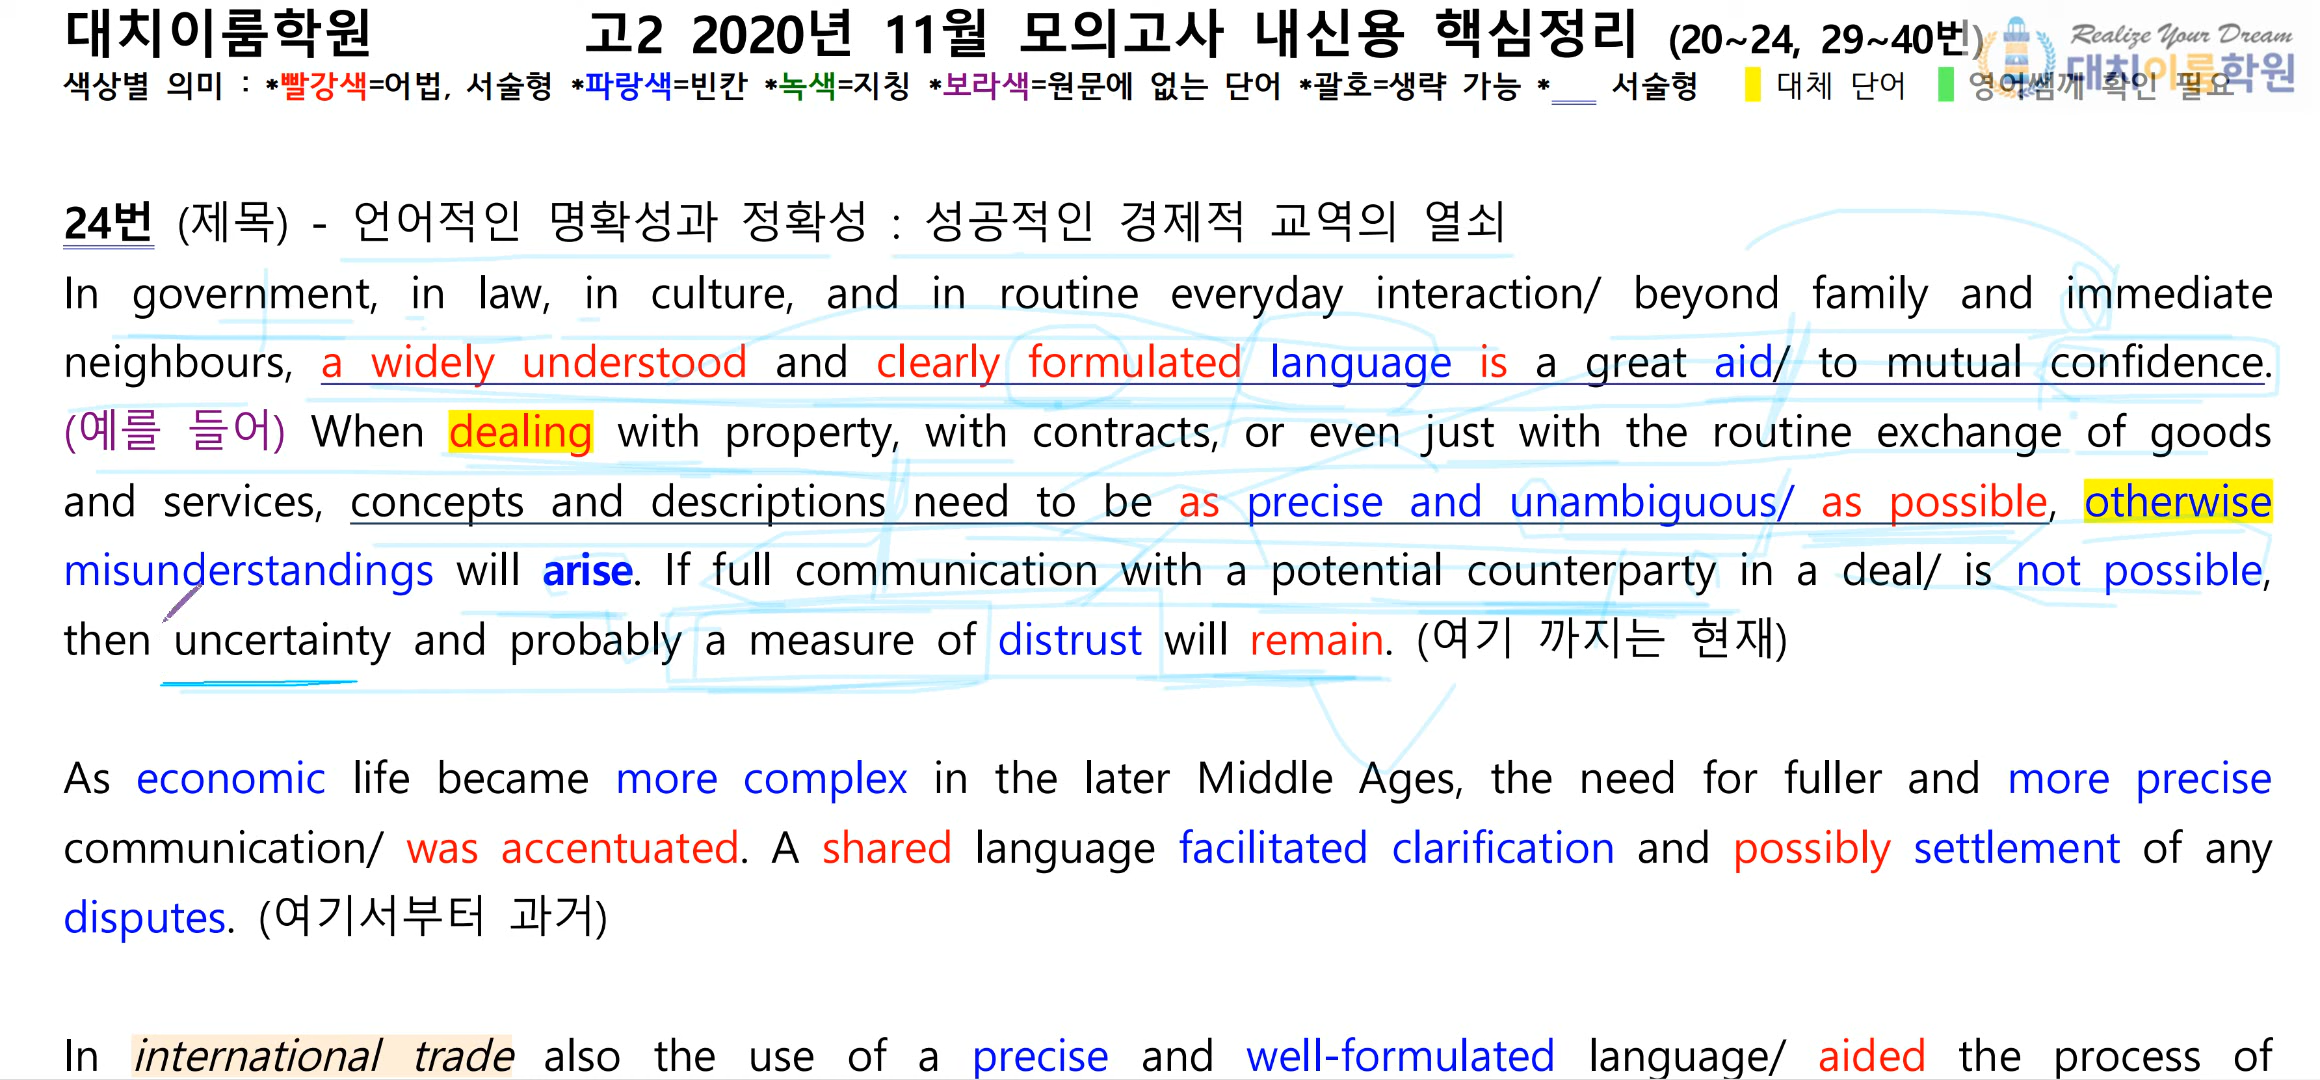 대치이룸학원 고2 2020년 11월 모의고사 내신용 핵심정리 (20~24, 29~40번)
Realize Your Dream
대치이룸학원
색상별 의미 : *빨강색=어법, 서술형 *파랑색=빈칸 *녹색=지칭 *보라색=원문에 없는 단어 *괄호=생략 가능 *___ 서술형 대체 단어 영어쌤께 확인 필요
24번 (제목) - 언어적인 명확성과 정확성 : 성공적인 경제적 교역의 열쇠
In government, in law, in culture, and in routine everyday interaction/ beyond family and immediate
neighbours, a widely understood and clearly formulated language is a great aid/ to mutual confidence.
(예를 들어) When dealing with property, with contracts, or even just with the routine exchange of goods
and services, concepts and descriptions need to be as precise and unambiguous/ as possible, otherwise
misunderstandings will arise. If full communication with a potential counterparty in a deal/ is not possible,
then uncertainty and probably a measure of distrust will remain. (여기 까지는 현재)
As economic life became more complex in the later Middle Ages, the need for fuller and more precise
communication/ was accentuated. A shared language facilitated clarification and possibly settlement of any
disputes. (여기서부터 과거)
In international trade also the use of a precise and well-formulated language/ aided the process of